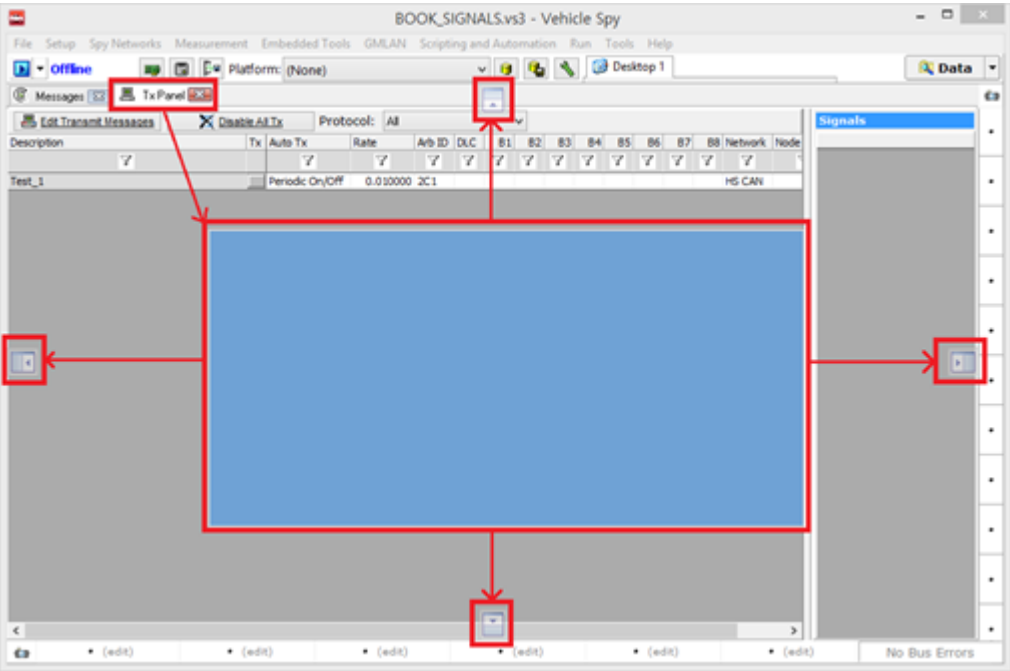 BOOK_SIGNALS.vs3 - Vehicle Spy
File Setup Spy Networks Measurement Embedded Tools GMLAN Scripting and Automation Run Tools Help
Offline Platform: (None) Desktop 1 Data
Messages Tx Panel
Edit Transmit Messages Disable All Tx Protocol: All Signals
Description Tx Auto Tx Rate Arb ID DLC B1 B2 B3 B4 B5 B6 B7 B8 Network Node
Test_1 Periodic On/Off 0.010000 2C1 HS CAN
(edit) (edit) (edit) (edit) (edit) (edit) No Bus Errors